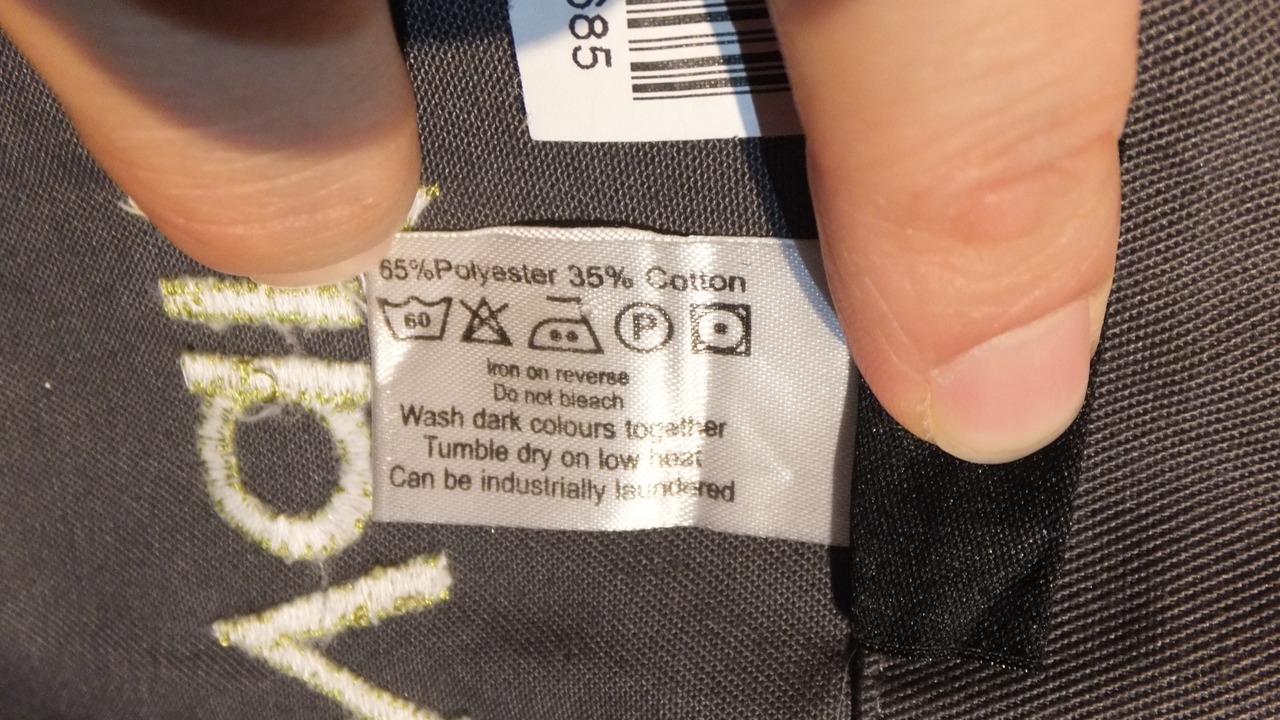 685
65%Polyester 35% Cotton
60 P
Iron on reverse
Do not bleach
Wash dark colours together
Tumble dry on low heat
Can be industrially laundered